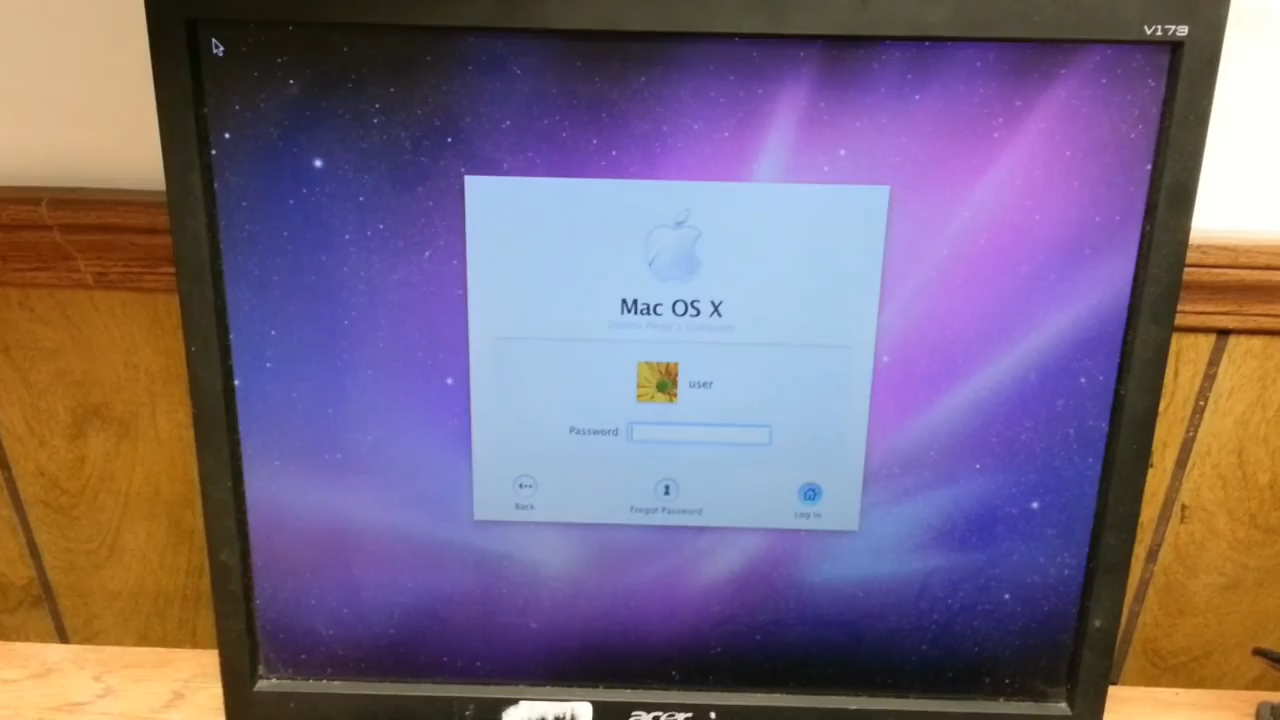 V173
Mac OS X
user
Password:
Back
Forgot Password
Log In
acer